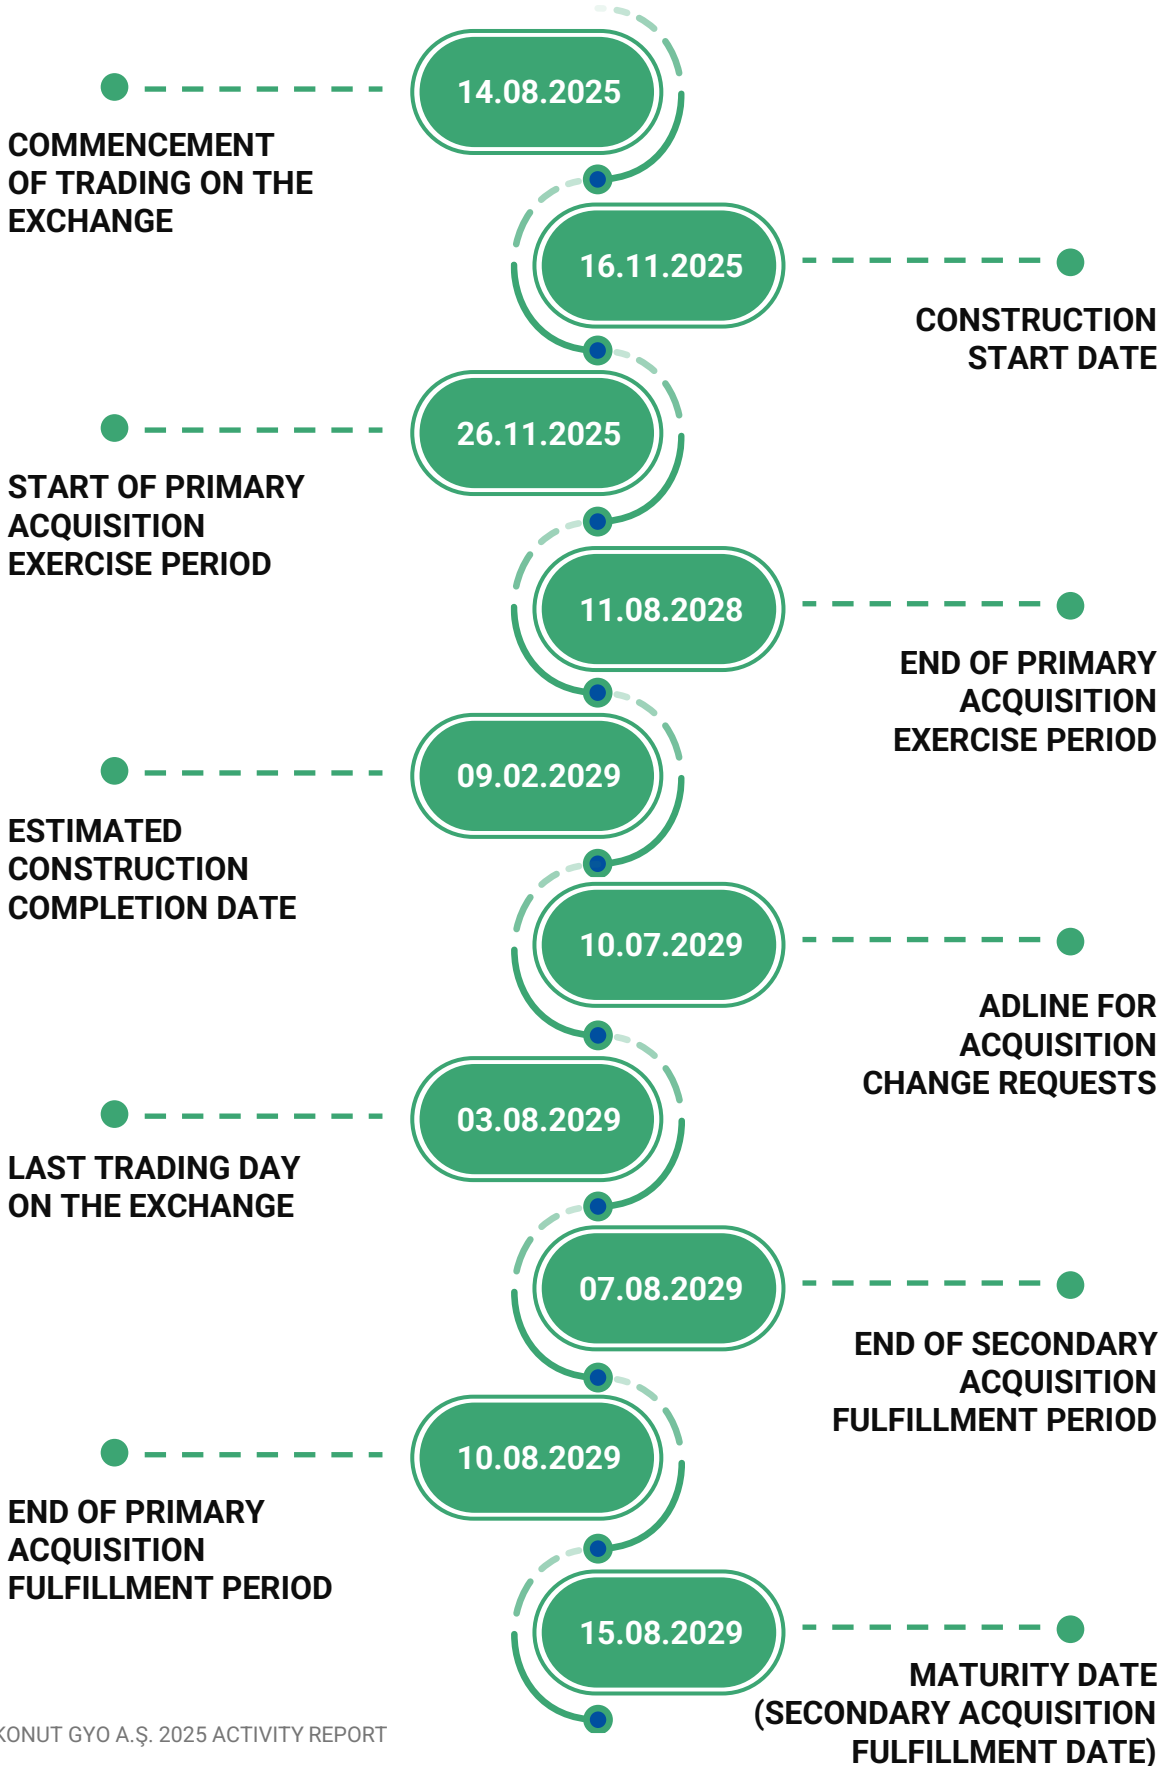 14.08.2025
COMMENCEMENT
OF TRADING ON THE
EXCHANGE
16.11.2025
CONSTRUCTION
START DATE
26.11.2025
START OF PRIMARY
ACQUISITION
EXERCISE PERIOD
11.08.2028
END OF PRIMARY
ACQUISITION
EXERCISE PERIOD
09.02.2029
ESTIMATED
CONSTRUCTION
COMPLETION DATE
10.07.2029
ADLINE FOR
ACQUISITION
CHANGE REQUESTS
03.08.2029
LAST TRADING DAY
ON THE EXCHANGE
07.08.2029
END OF SECONDARY
ACQUISITION
FULFILLMENT PERIOD
10.08.2029
END OF PRIMARY
ACQUISITION
FULFILLMENT PERIOD
15.08.2029
MATURITY DATE
(SECONDARY ACQUISITION
FULFILLMENT DATE)
KONUT GYO A.Ş. 2025 ACTIVITY REPORT